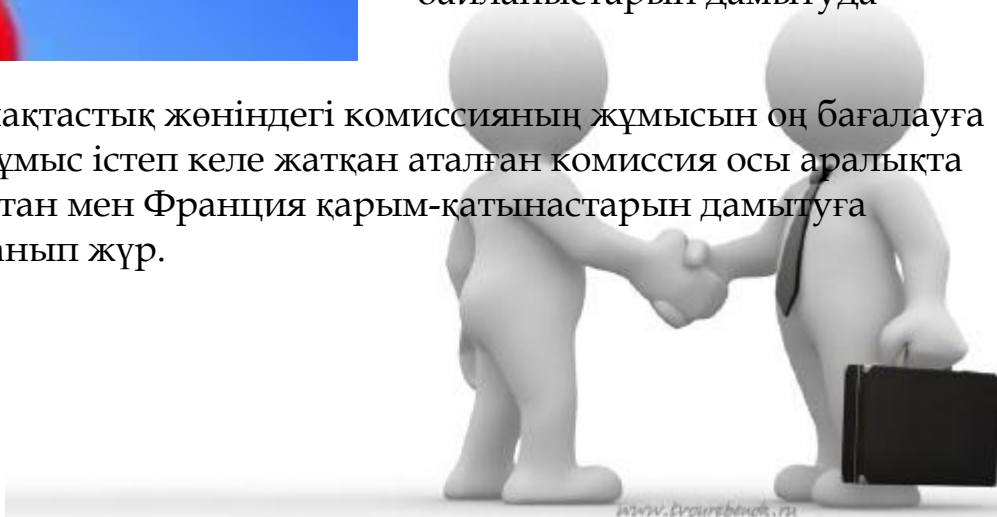 байланыстарын дамытуда
ақтастық жөніндегі комиссияның жұмысын оң бағалауға
ұмыс істеп келе жатқан аталған комиссия осы аралықта
тан мен Франция қарым-қатынастарын дамытуға
анып жүр.